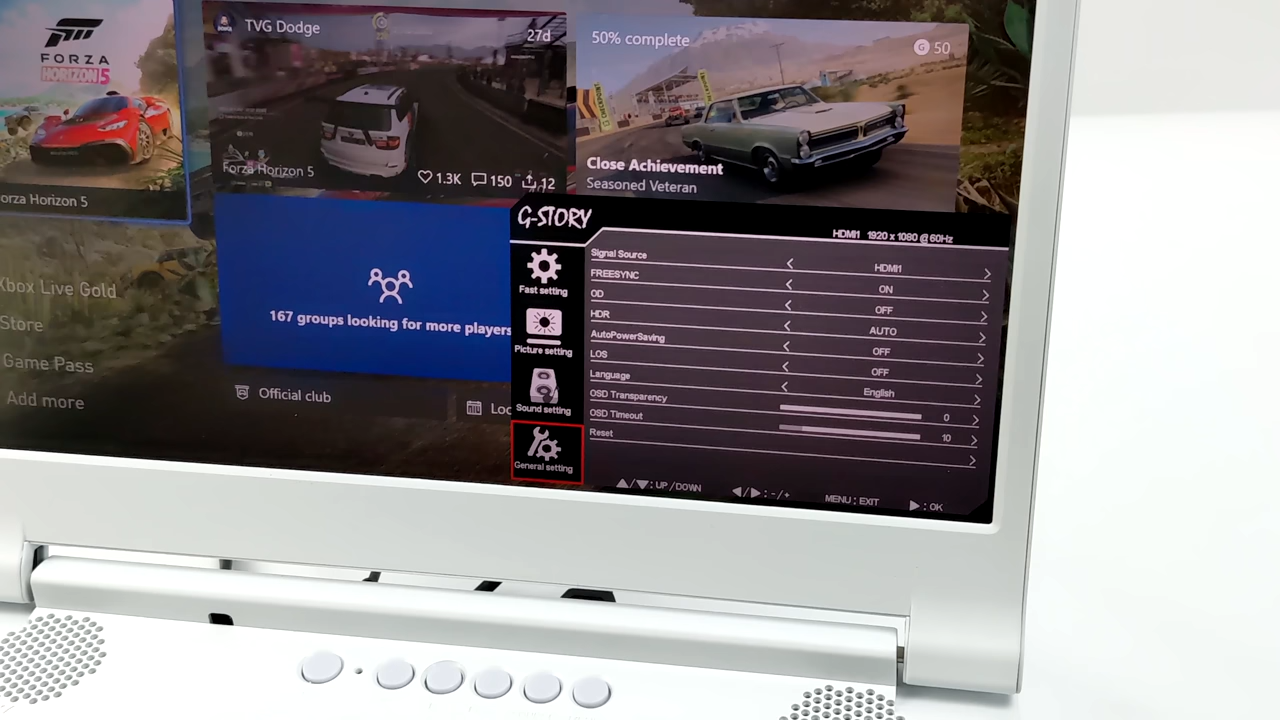 FORZA
HORIZON 5
orza Horizon 5
TVG Dodge
27d
Forza Horizon 5
1.3K
150
12
50% complete
G 50
Close Achievement
Seasoned Veteran
167 groups looking for more players
Official club
Loo
Xbox Live Gold
Store
Game Pass
Add more
G-STORY
HDMI1 1920 x 1080 @ 60Hz
Fast setting
Picture setting
Sound setting
General setting
Signal Source < HDMI1 >
FREESYNC < ON >
OD < OFF >
HDR < AUTO >
AutoPowerSaving < OFF >
LOS < OFF >
Language < English >
OSD Transparency 0 >
OSD Timeout 10 >
Reset >
▲/▼: UP / DOWN
◀/▶: - / +
MENU : EXIT
▶: OK